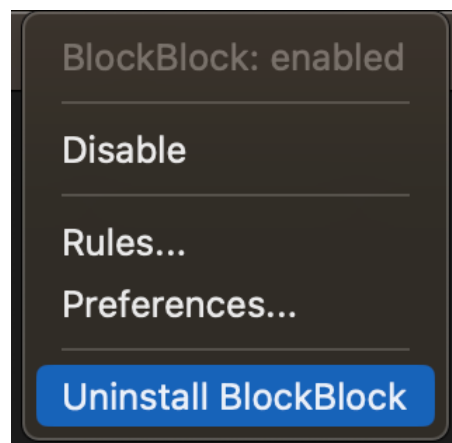 BlockBlock: enabled
Disable
Rules...
Preferences...
Uninstall BlockBlock